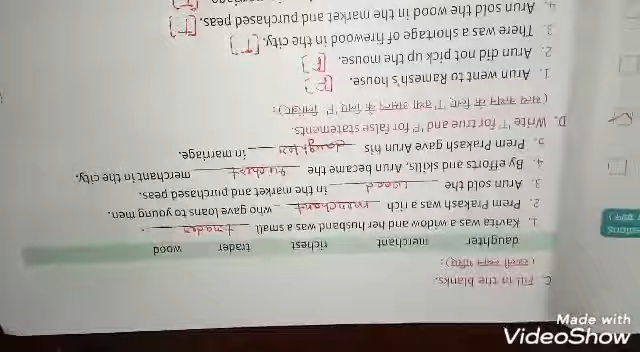 C. Fill in the blanks.
(खाली स्थान भरिए):
daughter merchant richest trader wood
1. Kavita was a widow and her husband was a small trader.
2. Prem Prakash was a rich merchant who gave loans to young men.
3. Arun sold the wood in the market and purchased peas.
4. By efforts and skills, Arun became the richest merchant in the city.
5. Prem Prakash gave Arun his daughter in marriage.
D. Write 'T' for true and 'F' for false statements.
(सत्य कथन के लिए 'T' तथा असत्य के लिए 'F' लिखिए):
1. Arun went to Ramesh's house. [F]
2. Arun did not pick up the mouse. [F]
3. There was a shortage of firewood in the city. [T]
4. Arun sold the wood in the market and purchased peas. [T]
Made with
VideoShow